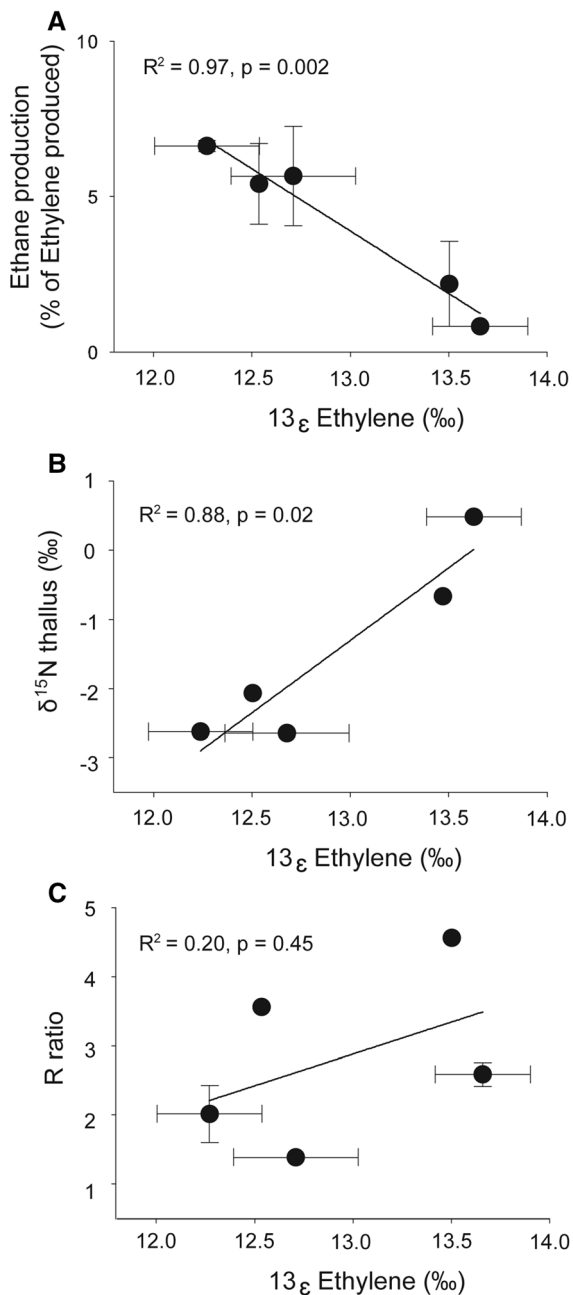 A
10
5
0
Ethane production
(% of Ethylene produced)
R² = 0.97, p = 0.002
12.0 12.5 13.0 13.5 14.0
13ε Ethylene (‰)
B
1
0
-1
-2
-3
δ¹⁵N thallus (‰)
R² = 0.88, p = 0.02
12.0 12.5 13.0 13.5 14.0
13ε Ethylene (‰)
C
5
4
3
2
1
R ratio
R² = 0.20, p = 0.45
12.0 12.5 13.0 13.5 14.0
13ε Ethylene (‰)